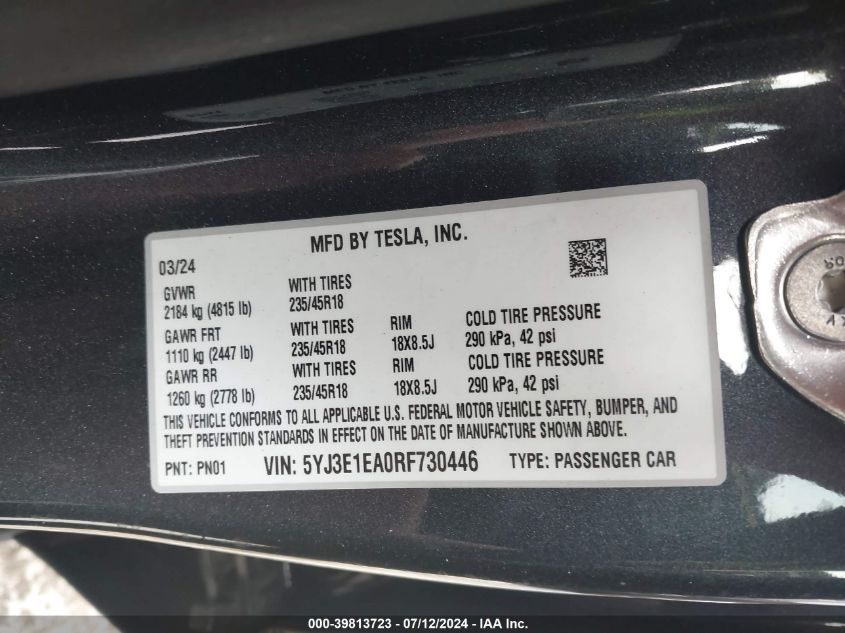 MFD BY TESLA, INC.
03/24
GVWR WITH TIRES
2184 kg (4815 lb) 235/45R18
GAWR FRT WITH TIRES RIM COLD TIRE PRESSURE
1110 kg (2447 lb) 235/45R18 18X8.5J 290 kPa, 42 psi
GAWR RR WITH TIRES RIM COLD TIRE PRESSURE
1260 kg (2778 lb) 235/45R18 18X8.5J 290 kPa, 42 psi
THIS VEHICLE CONFORMS TO ALL APPLICABLE U.S. FEDERAL MOTOR VEHICLE SAFETY, BUMPER, AND
THEFT PREVENTION STANDARDS IN EFFECT ON THE DATE OF MANUFACTURE SHOWN ABOVE.
PNT: PN01 VIN: 5YJ3E1EA0RF730446 TYPE: PASSENGER CAR
000-39813723 - 07/12/2024 - IAA Inc.